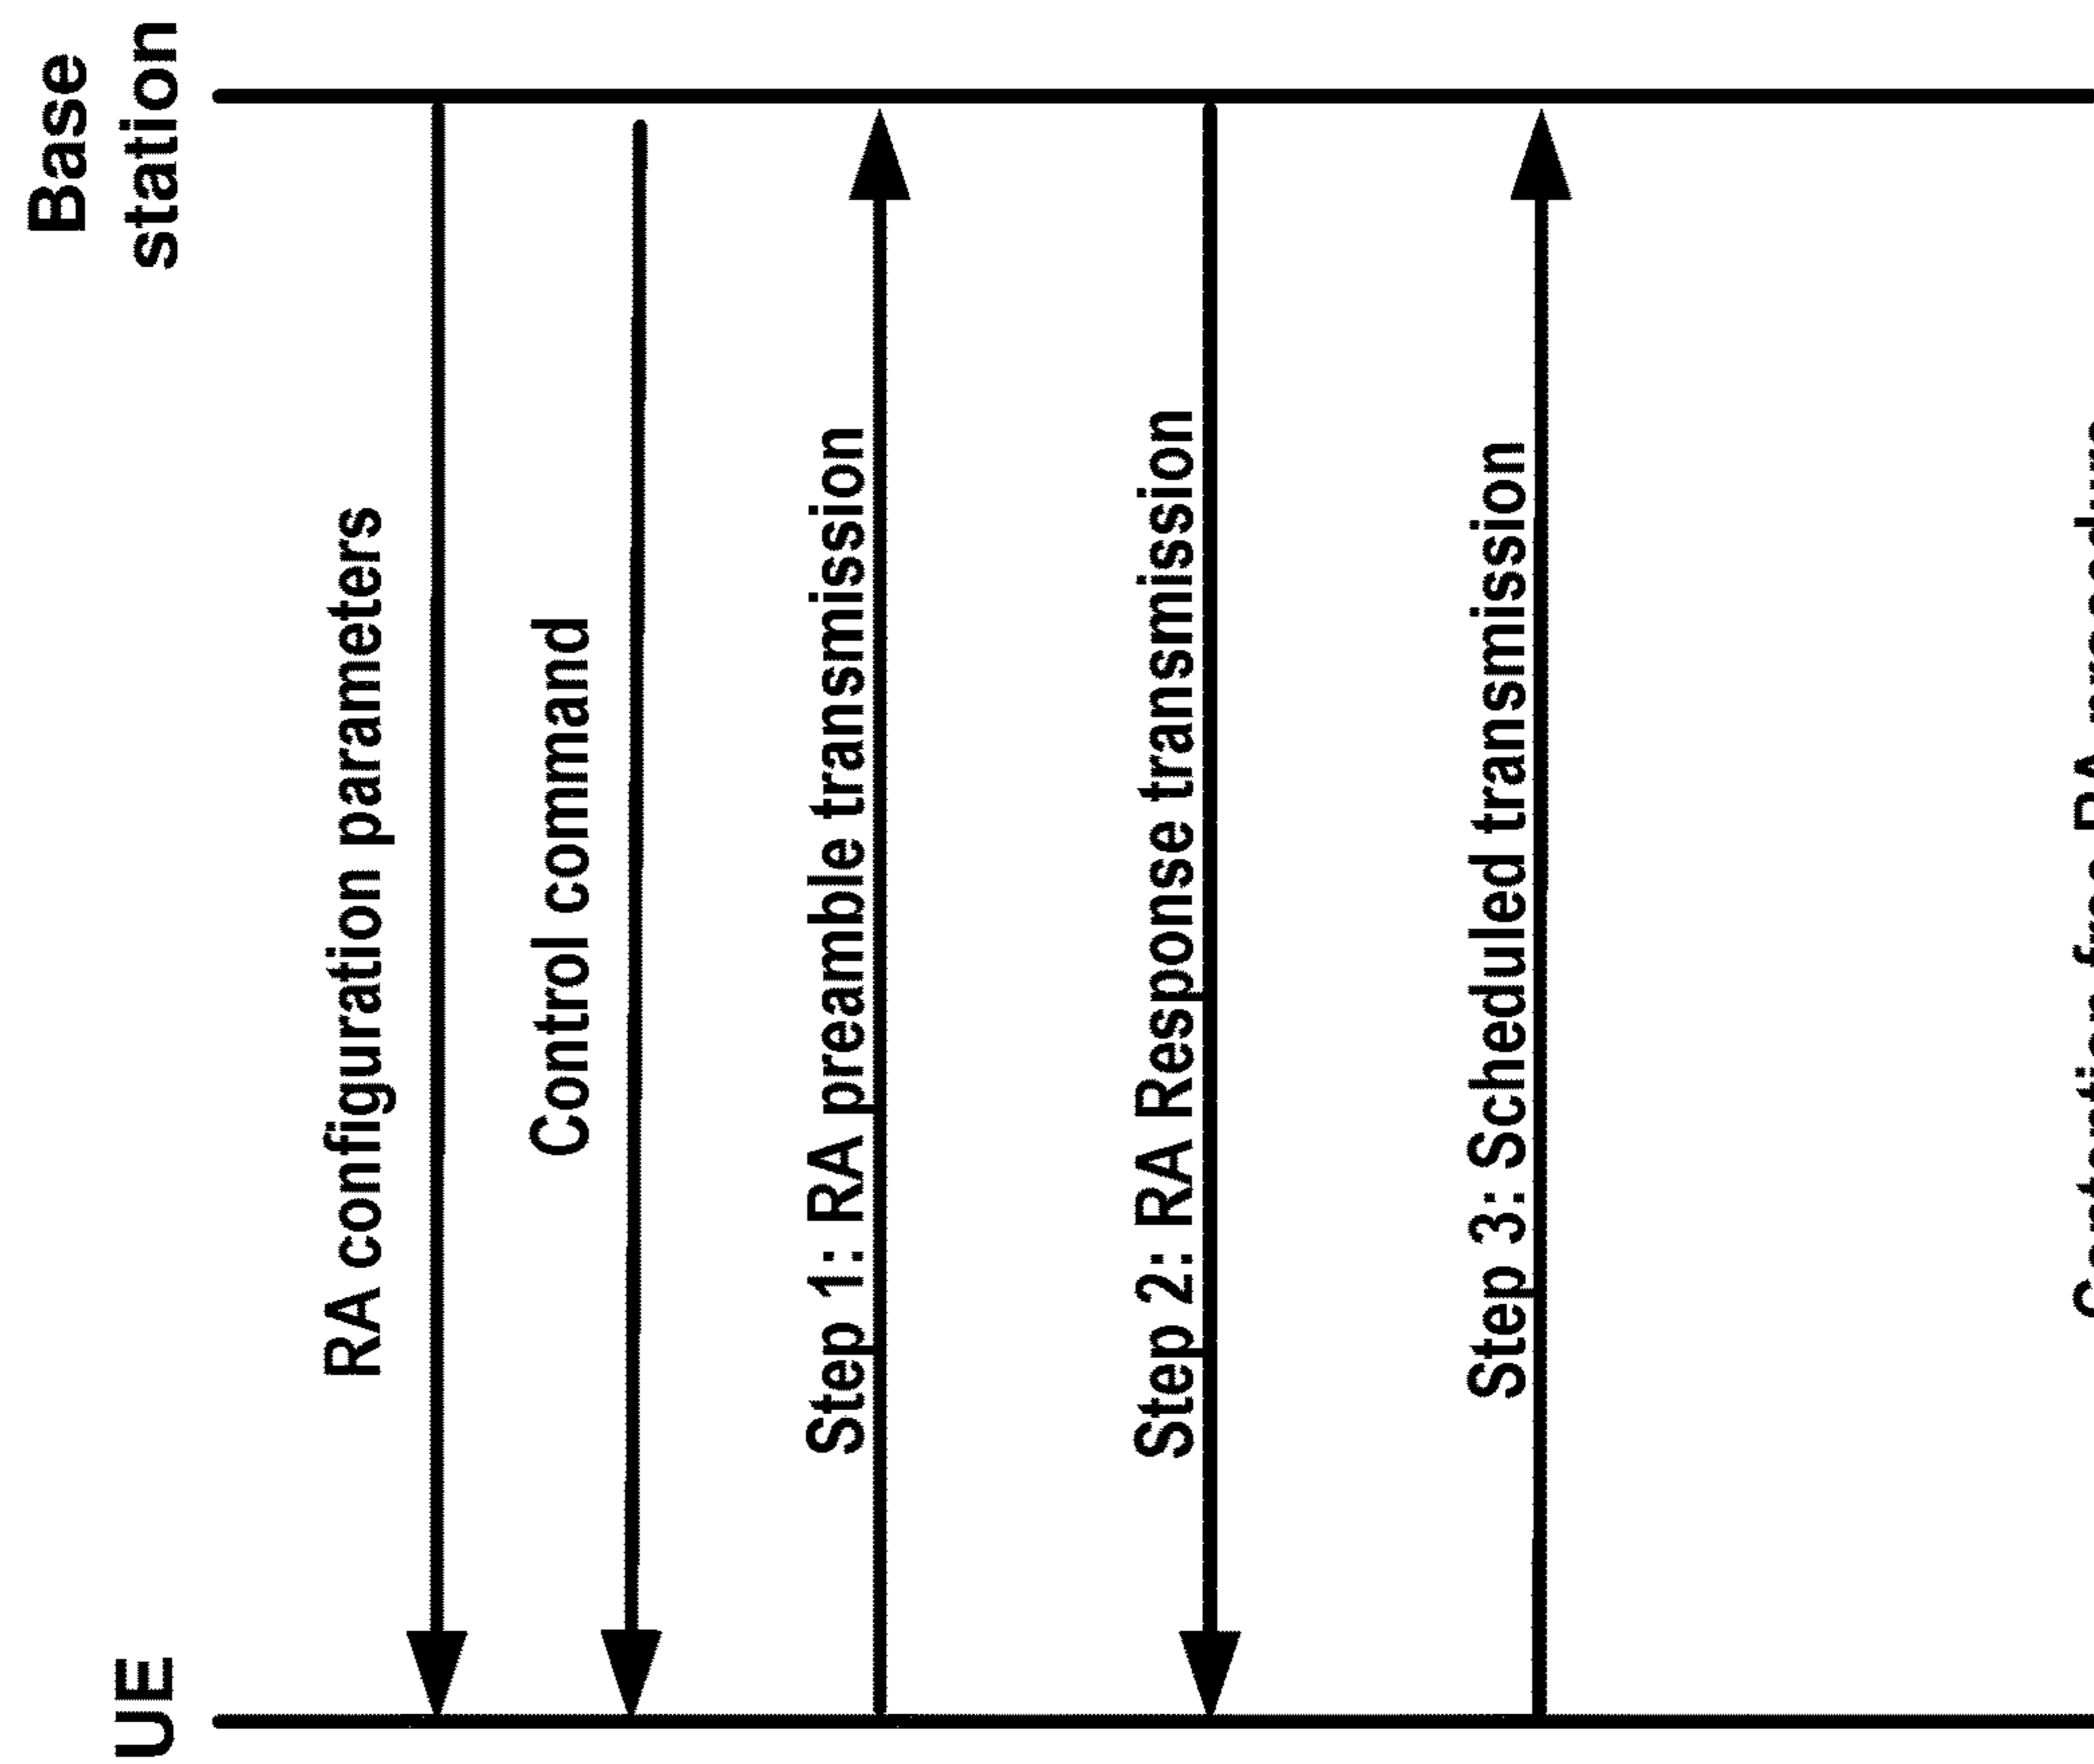 UE
Base
station
RA configuration parameters
Control command
Step 1: RA preamble transmission
Step 2: RA Response transmission
Step 3: Scheduled transmission